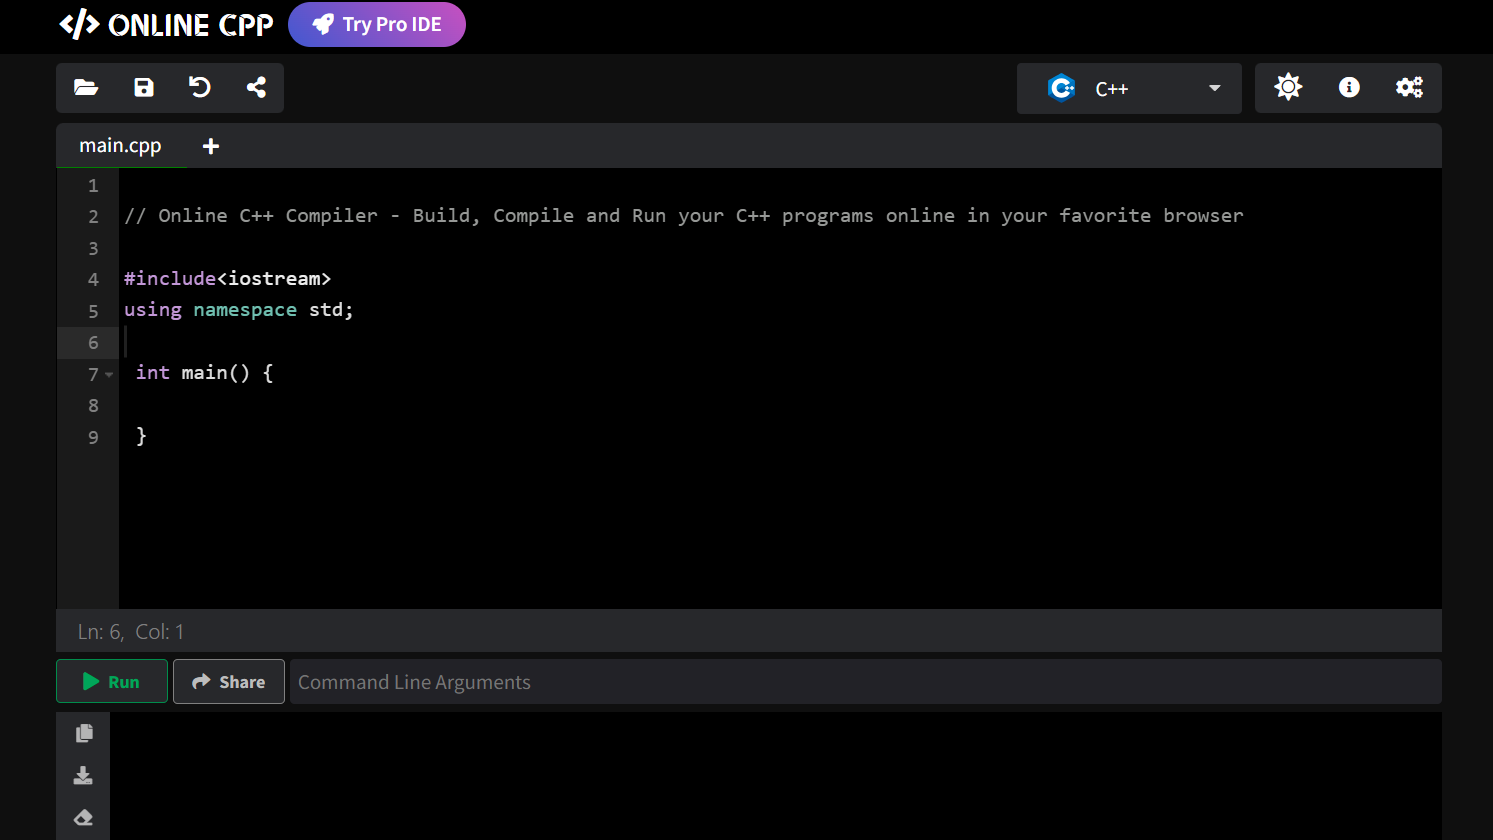 </> ONLINE CPP Try Pro IDE
C++
main.cpp +
1
2 // Online C++ Compiler - Build, Compile and Run your C++ programs online in your favorite browser
3
4 #include<iostream>
5 using namespace std;
6
7 int main() {
8
9 }
Ln: 6, Col: 1
Run Share Command Line Arguments